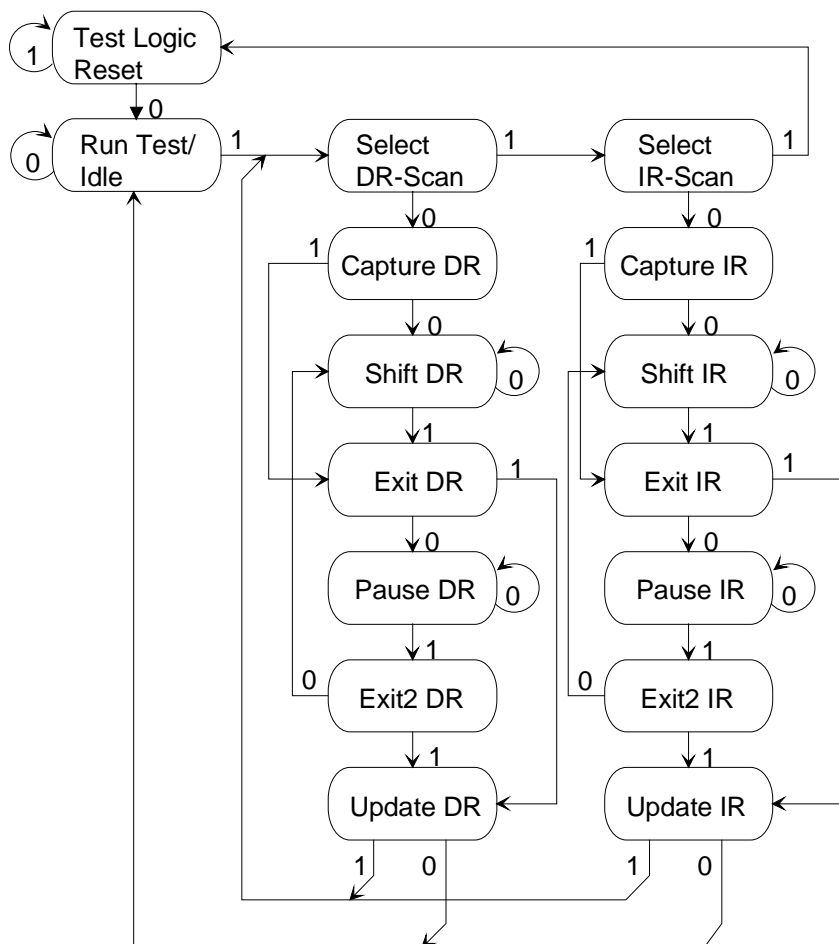 Test Logic
Reset
1
0
Run Test/
Idle
0
1
Select
DR-Scan
1
Select
IR-Scan
1
0
0
1
Capture DR
1
Capture IR
0
0
Shift DR
0
Shift IR
0
1
1
Exit DR
1
Exit IR
1
0
0
Pause DR
0
Pause IR
0
1
1
0
Exit2 DR
0
Exit2 IR
1
1
Update DR
Update IR
1
0
1
0